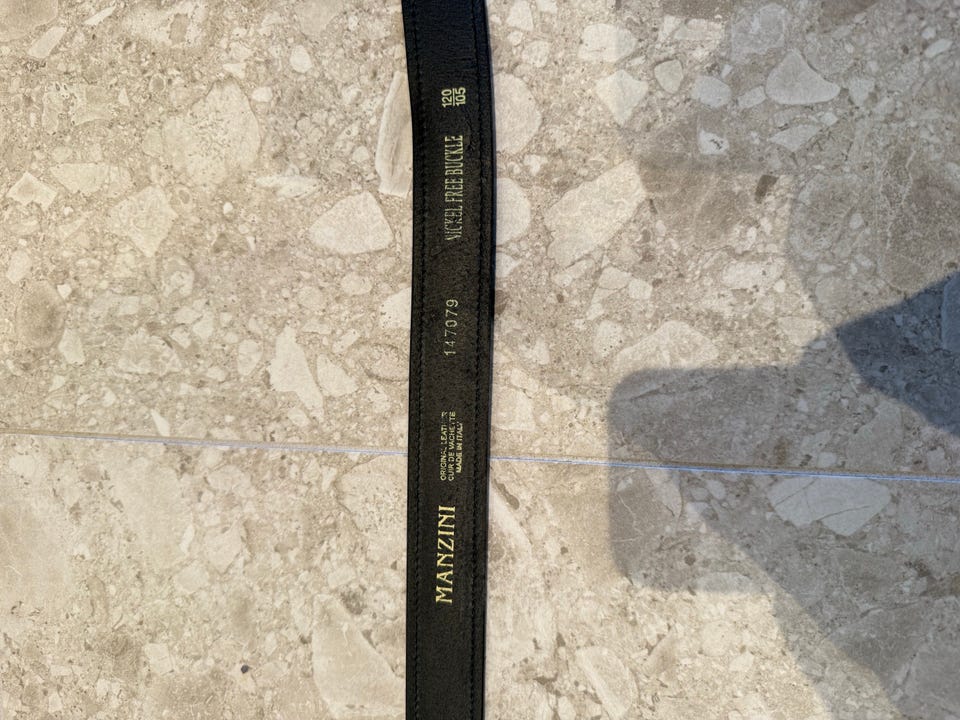 MANZINI
ORIGINAL LEATHER
CUIR DE VACHETTE
MADE IN ITALY
147079
NICKEL FREE BUCKLE
120
105